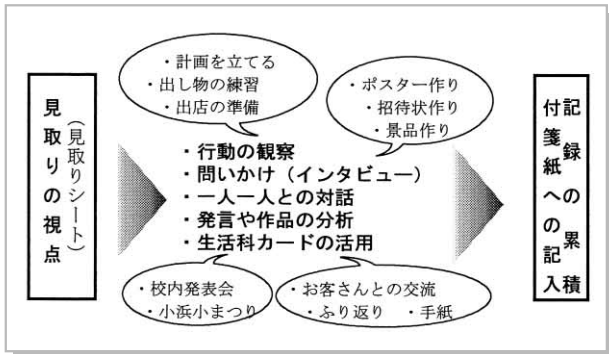 見取りの視点
（見取りシート）
・計画を立てる
・出し物の練習
・出店の準備
・ポスター作り
・招待状作り
・景品作り
・行動の観察
・問いかけ（インタビュー）
・一人一人との対話
・発言や作品の分析
・生活科カードの活用
・校内発表会
・小浜小まつり
・お客さんとの交流
・ふり返り　・手紙
記録の累積
付箋紙への記入